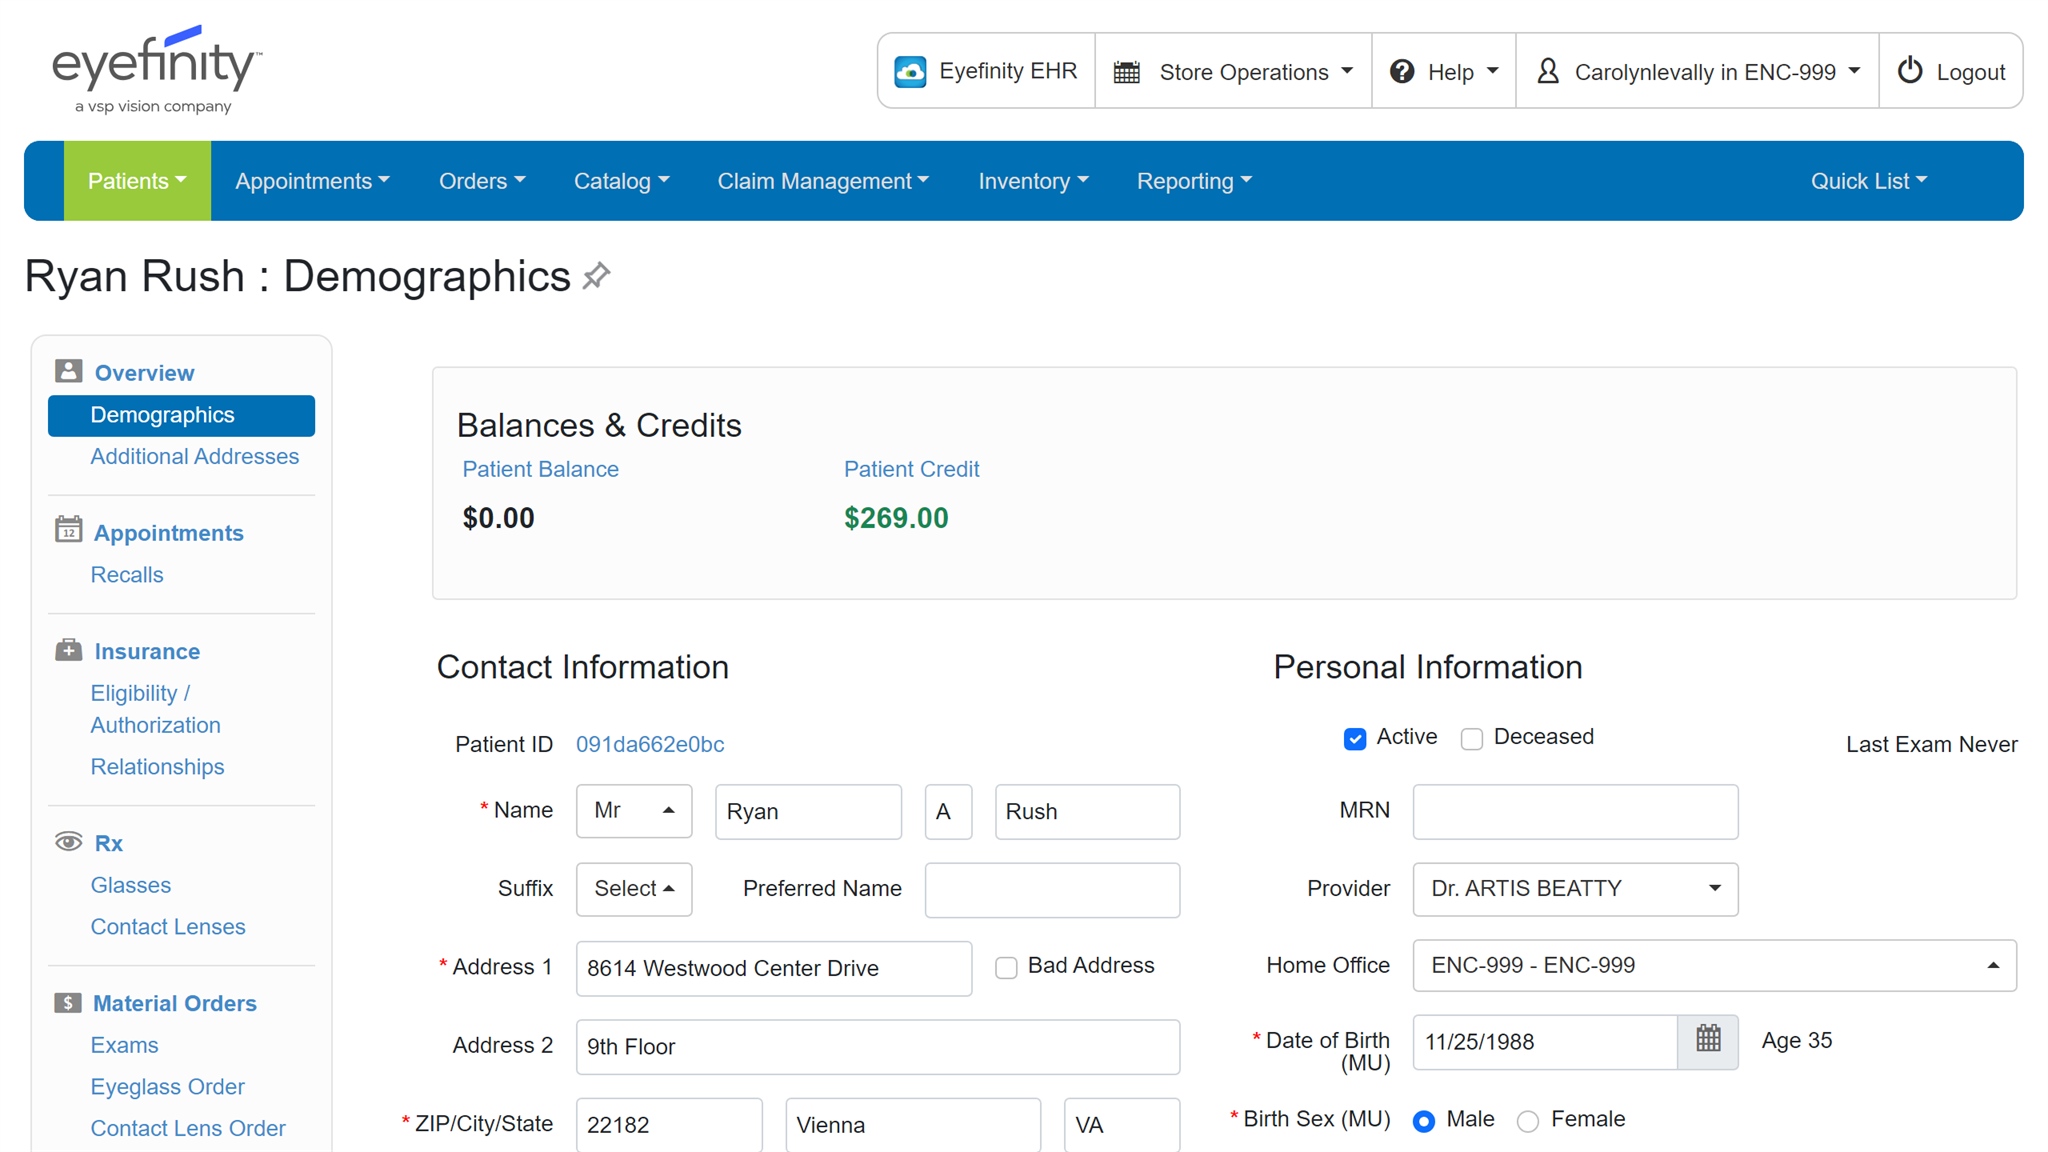 eyefinity™
a vsp vision company
Eyefinity EHR
Store Operations
Help
Carolynlevally in ENC-999
Logout
Patients
Appointments
Orders
Catalog
Claim Management
Inventory
Reporting
Quick List
Ryan Rush : Demographics
Overview
Demographics
Additional Addresses
12
Appointments
Recalls
Insurance
Eligibility /
Authorization
Relationships
Rx
Glasses
Contact Lenses
$
Material Orders
Exams
Eyeglass Order
Contact Lens Order
Balances & Credits
Patient Balance
Patient Credit
$0.00
$269.00
Contact Information
Patient ID 091da662e0bc
* Name Mr Ryan A Rush
Suffix Select Preferred Name
* Address 1 8614 Westwood Center Drive Bad Address
Address 2 9th Floor
* ZIP/City/State 22182 Vienna VA
Personal Information
Active Deceased Last Exam Never
MRN
Provider Dr. ARTIS BEATTY
Home Office ENC-999 - ENC-999
* Date of Birth
(MU)
11/25/1988 Age 35
* Birth Sex (MU) Male Female